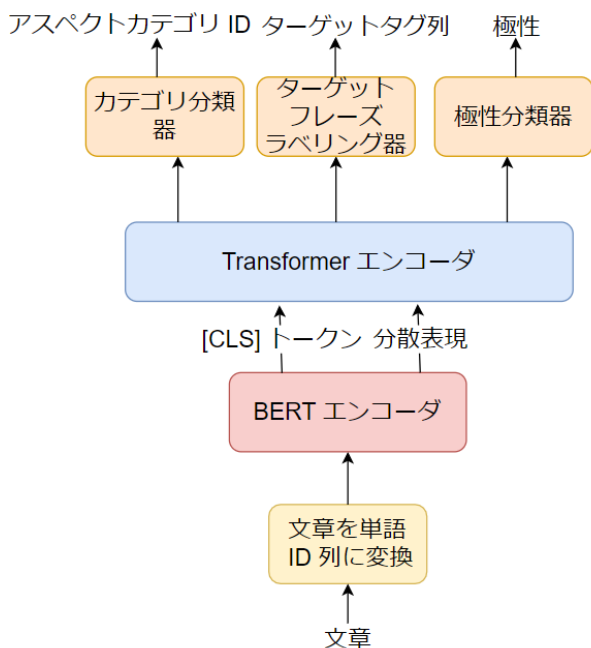 アスペクトカテゴリ ID ターゲットタグ列 極性
カテゴリ分類
器
ターゲット
フレーズ
ラベリング器
極性分類器
Transformer エンコーダ
[CLS] トークン 分散表現
BERT エンコーダ
文章を単語
ID 列に変換
文章